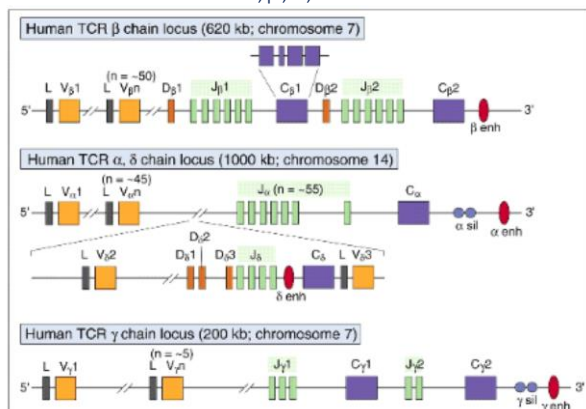 Human TCR β chain locus (620 kb; chromosome 7)
(n = ~50)
L Vβ1 L Vβn Dβ1 Jβ1 Cβ1 Dβ2 Jβ2 Cβ2
5' 3'
β enh
Human TCR α, δ chain locus (1000 kb; chromosome 14)
(n = ~45)
L Vα1 L Vαn Jα (n = ~55) Cα
5' 3'
α sil α enh
Dδ2
L Vδ2 Dδ1 Dδ3 Jδ Cδ L Vδ3
δ enh
Human TCR γ chain locus (200 kb; chromosome 7)
(n = ~5)
L Vγ1 L Vγn Jγ1 Cγ1 Jγ2 Cγ2
5' 3'
γ sil γ enh